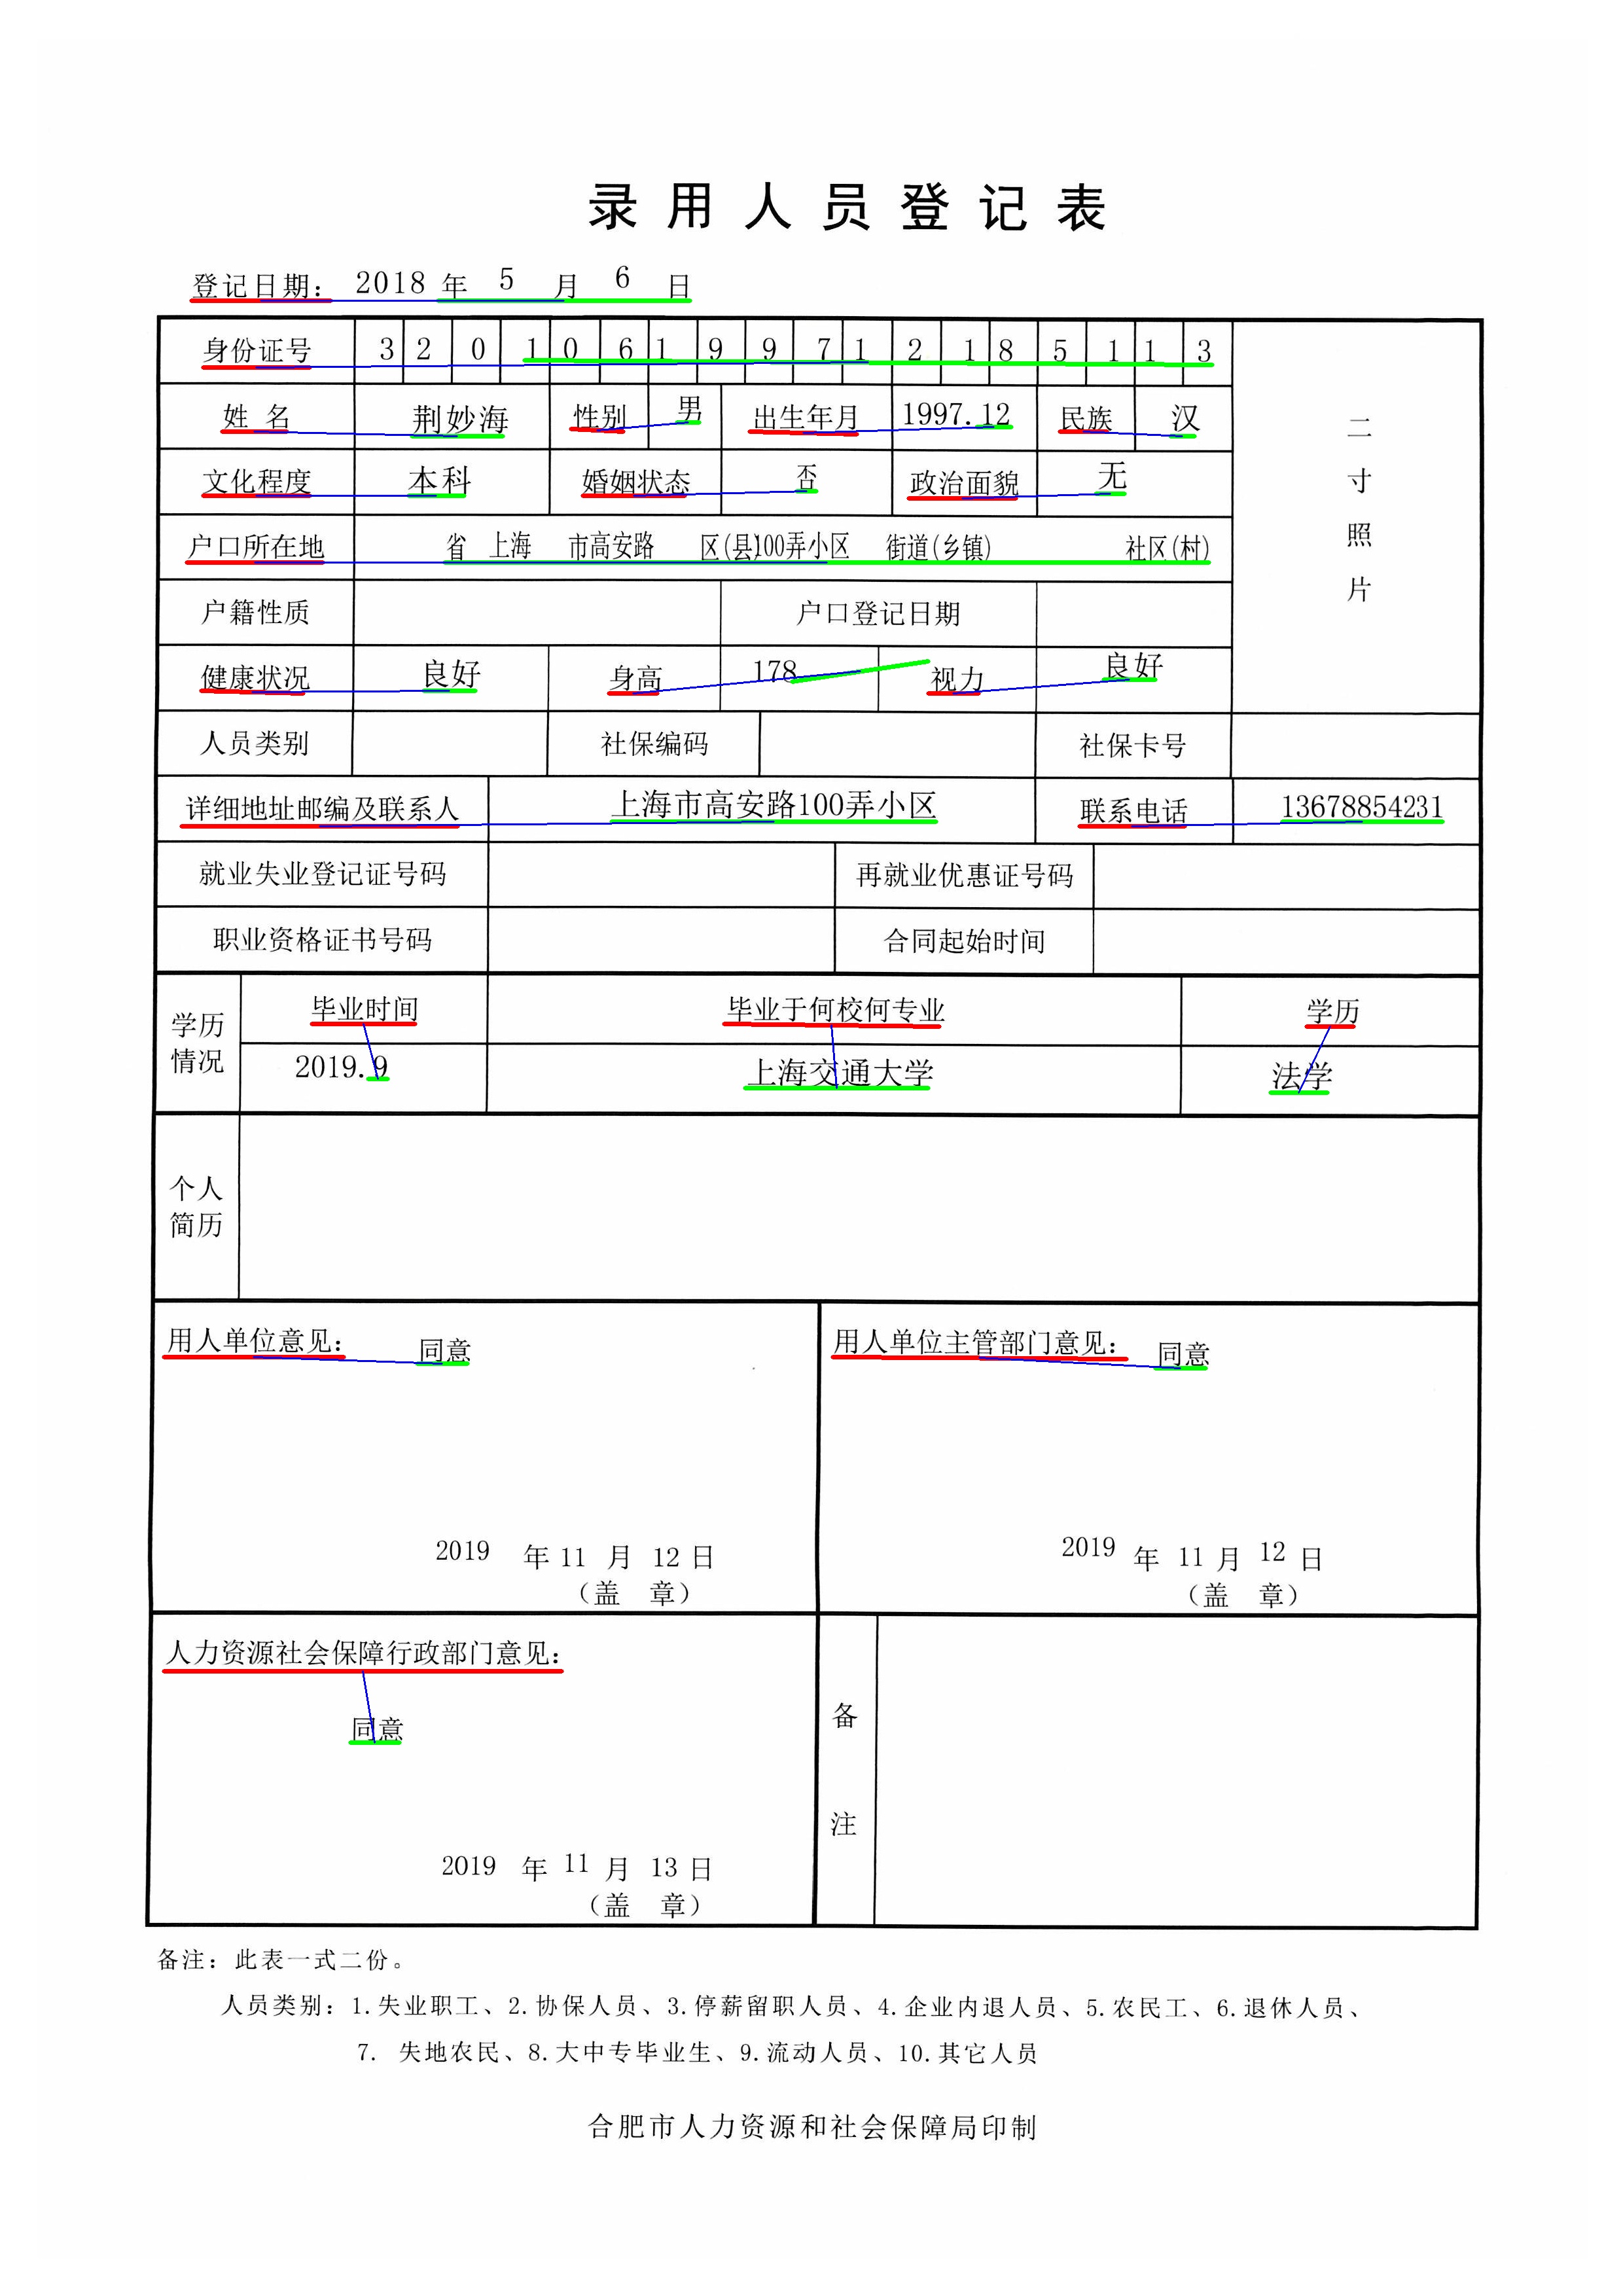 录用人员登记表
登记日期： 2018 年 5 月 6 日
身份证号 3 2 0 1 0 6 1 9 9 7 1 2 1 8 5 1 1 3
姓 名 荆妙海 性别 男 出生年月 1997.12 民族 汉
二寸照片
文化程度 本科 婚姻状态 否 政治面貌 无
户口所在地 省 上海 市高安路 区(县)100弄小区 街道(乡镇) 社区(村)
户籍性质 户口登记日期
健康状况 良好 身高 178 视力 良好
人员类别 社保编码 社保卡号
详细地址邮编及联系人 上海市高安路100弄小区 联系电话 13678854231
就业失业登记证号码 再就业优惠证号码
职业资格证书号码 合同起始时间
学历情况 毕业时间 毕业于何校何专业 学历
2019.9 上海交通大学 法学
个人简历
用人单位意见： 同意
2019 年 11 月 12 日
（盖 章）
用人单位主管部门意见： 同意
2019 年 11 月 12 日
（盖 章）
人力资源社会保障行政部门意见：
同意
2019 年 11 月 13 日
（盖 章）
备注
备注：此表一式二份。
人员类别：1.失业职工、2.协保人员、3.停薪留职人员、4.企业内退人员、5.农民工、6.退休人员、
7. 失地农民、8.大中专毕业生、9.流动人员、10.其它人员
合肥市人力资源和社会保障局印制